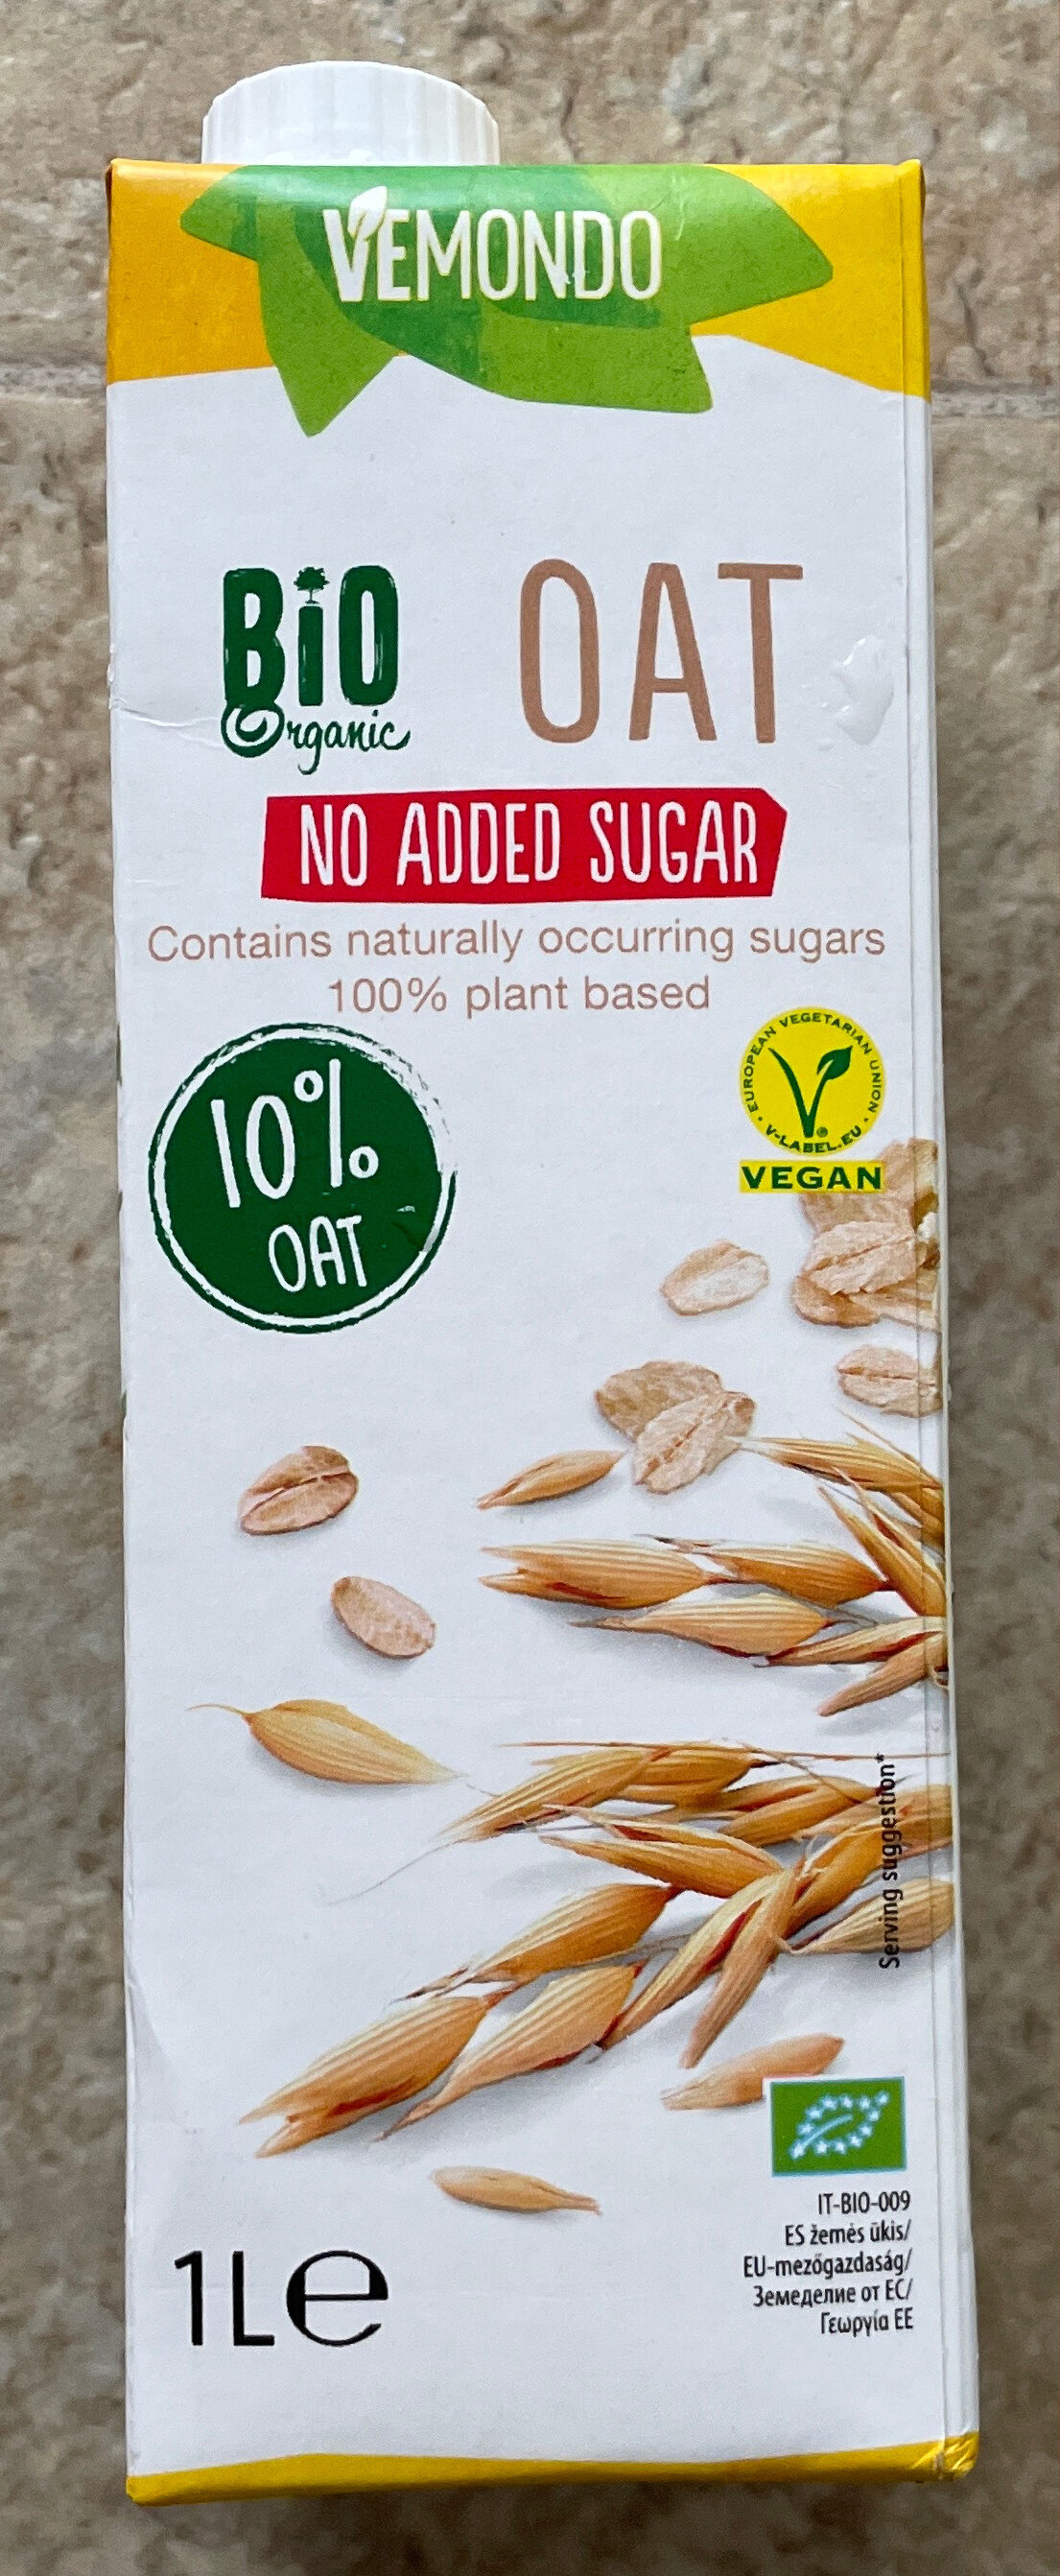 VEMONDO
BiO
Organic
OAT
NO ADDED SUGAR
Contains naturally occurring sugars
100% plant based
10%
OAT
EUROPEAN VEGETARIAN UNION
V-LABEL.EU
VEGAN
Serving suggestion*
IT-BIO-009
ES žemės ūkis/
EU-mezőgazdaság/
Земеделие от ЕС/
Γεωργία ΕΕ
1L℮